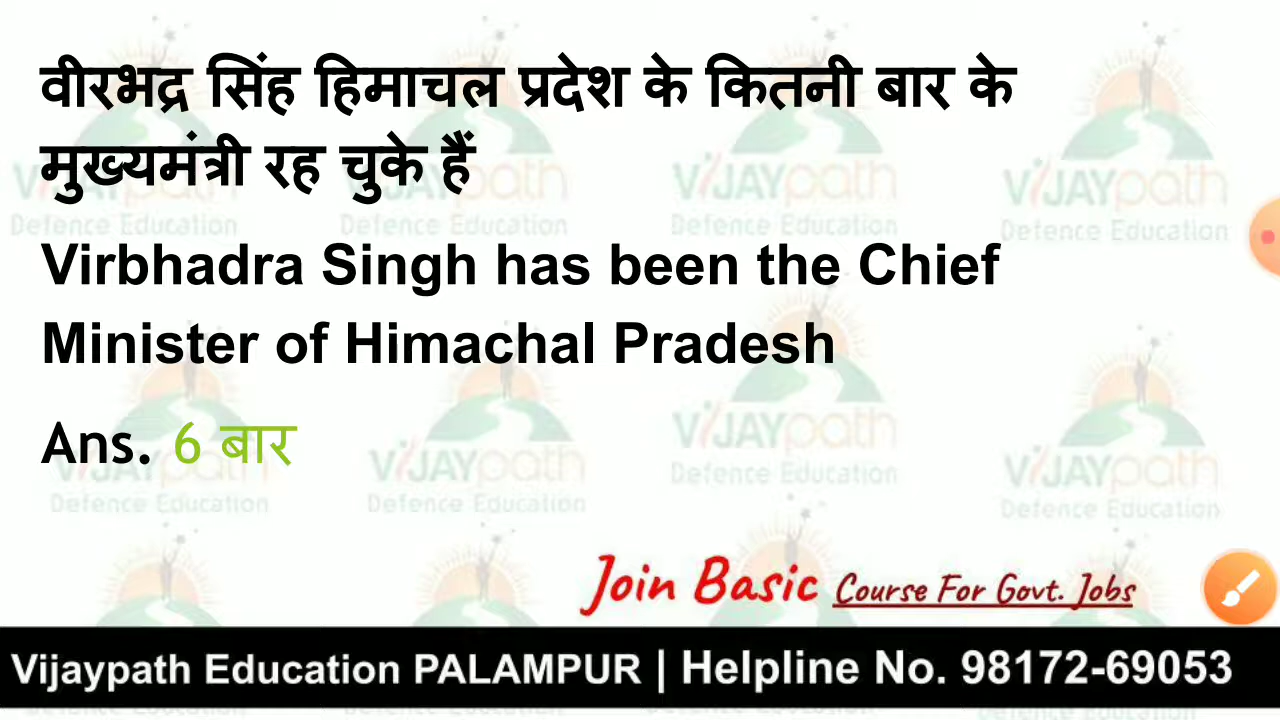 वीरभद्र सिंह हिमाचल प्रदेश के कितनी बार के
मुख्यमंत्री रह चुके हैं
Virbhadra Singh has been the Chief
Minister of Himachal Pradesh
Ans. 6 बार
Join Basic Course For Govt. Jobs
Vijaypath Education PALAMPUR | Helpline No. 98172-69053